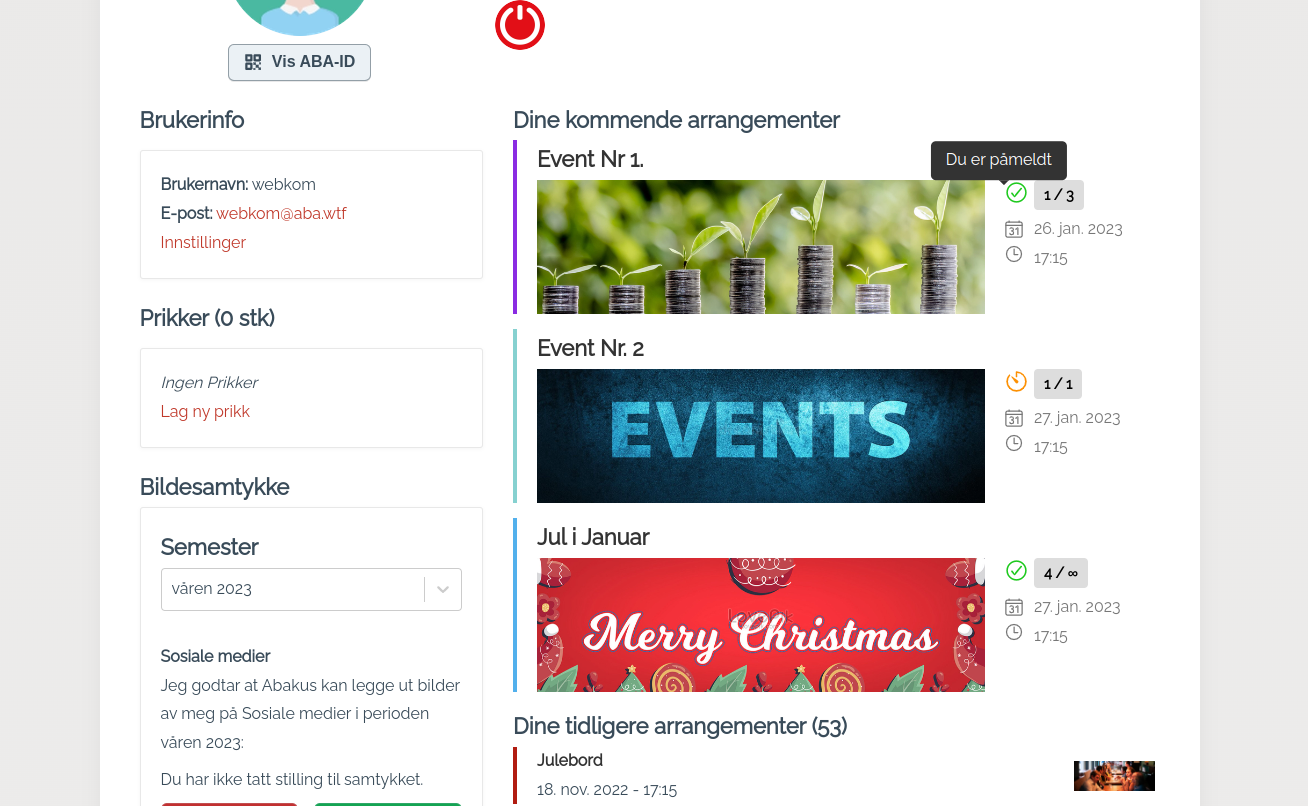 Vis ABA-ID
Brukerinfo
Brukernavn: webkom
E-post: webkom@aba.wtf
Innstillinger
Prikker (0 stk)
Ingen Prikker
Lag ny prikk
Bildesamtykke
Semester
våren 2023
Sosiale medier
Jeg godtar at Abakus kan legge ut bilder
av meg på Sosiale medier i perioden
våren 2023:
Du har ikke tatt stilling til samtykket.
Dine kommende arrangementer
Event Nr 1.
Du er påmeldt
1 / 3
31 26. jan. 2023
17:15
Event Nr. 2
EVENTS
1 / 1
31 27. jan. 2023
17:15
Jul i Januar
Merry Christmas
4 / ∞
31 27. jan. 2023
17:15
Dine tidligere arrangementer (53)
Julebord
18. nov. 2022 - 17:15